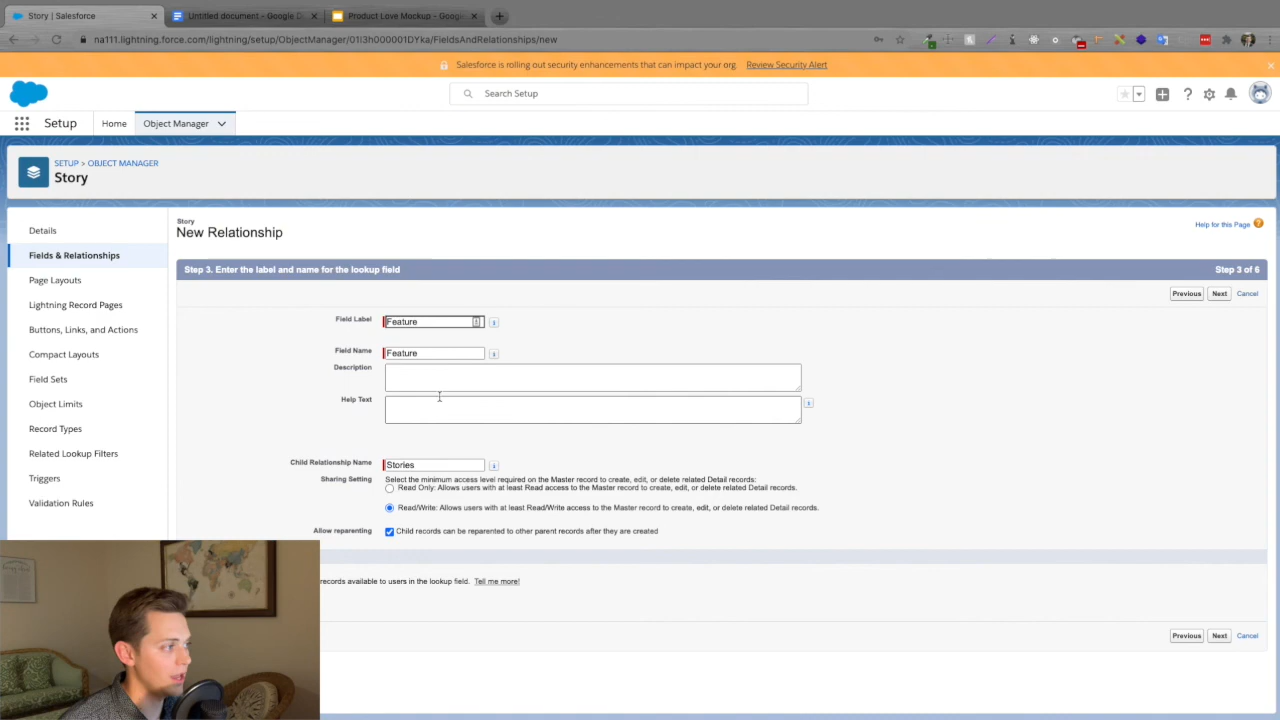 Story | Salesforce
Untitled document - Google D
Product Love Mockup - Google
na111.lightning.force.com/lightning/setup/ObjectManager/01I3h000001DYka/FieldsAndRelationships/new
Salesforce is rolling out security enhancements that can impact your org. Review Security Alert
Search Setup
Setup Home Object Manager
SETUP > OBJECT MANAGER
Story
Details
Fields & Relationships
Page Layouts
Lightning Record Pages
Buttons, Links, and Actions
Compact Layouts
Field Sets
Object Limits
Record Types
Related Lookup Filters
Triggers
Validation Rules
Story
New Relationship
Help for this Page
Step 3. Enter the label and name for the lookup field Step 3 of 6
Previous Next Cancel
Field Label Feature
Field Name Feature
Description
Help Text
Child Relationship Name Stories
Sharing Setting Select the minimum access level required on the Master record to create, edit, or delete related Detail records:
Read Only: Allows users with at least Read access to the Master record to create, edit, or delete related Detail records.
Read/Write: Allows users with at least Read/Write access to the Master record to create, edit, or delete related Detail records.
Allow reparenting Child records can be reparented to other parent records after they are created
records available to users in the lookup field. Tell me more!
Previous Next Cancel